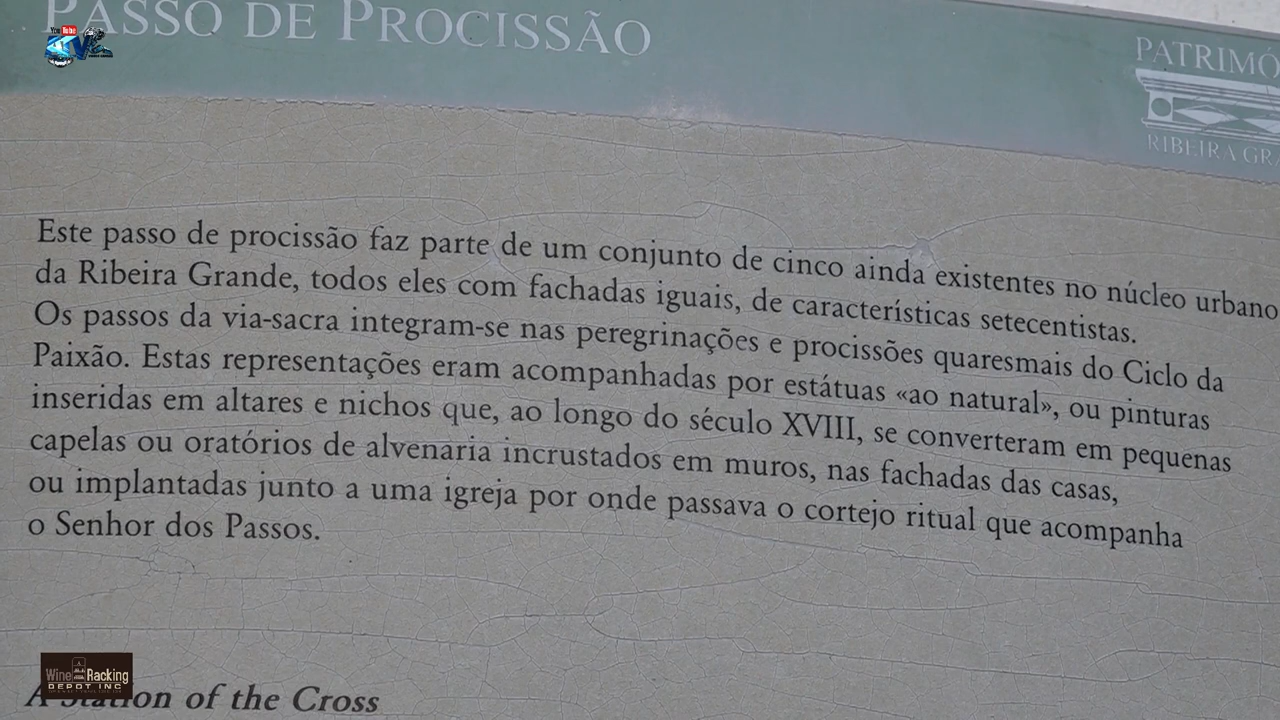 PASSO DE PROCISSÃO
You Tube
TV
PATRIMÓ
RIBEIRA GRA
Este passo de procissão faz parte de um conjunto de cinco ainda existentes no núcleo urbano
da Ribeira Grande, todos eles com fachadas iguais, de características setecentistas.
Os passos da via-sacra integram-se nas peregrinações e procissões quaresmais do Ciclo da
Paixão. Estas representações eram acompanhadas por estátuas «ao natural», ou pinturas
inseridas em altares e nichos que, ao longo do século XVIII, se converteram em pequenas
capelas ou oratórios de alvenaria incrustados em muros, nas fachadas das casas,
ou implantadas junto a uma igreja por onde passava o cortejo ritual que acompanha
o Senhor dos Passos.
Wine Racking
DEPOT INC
A Station of the Cross